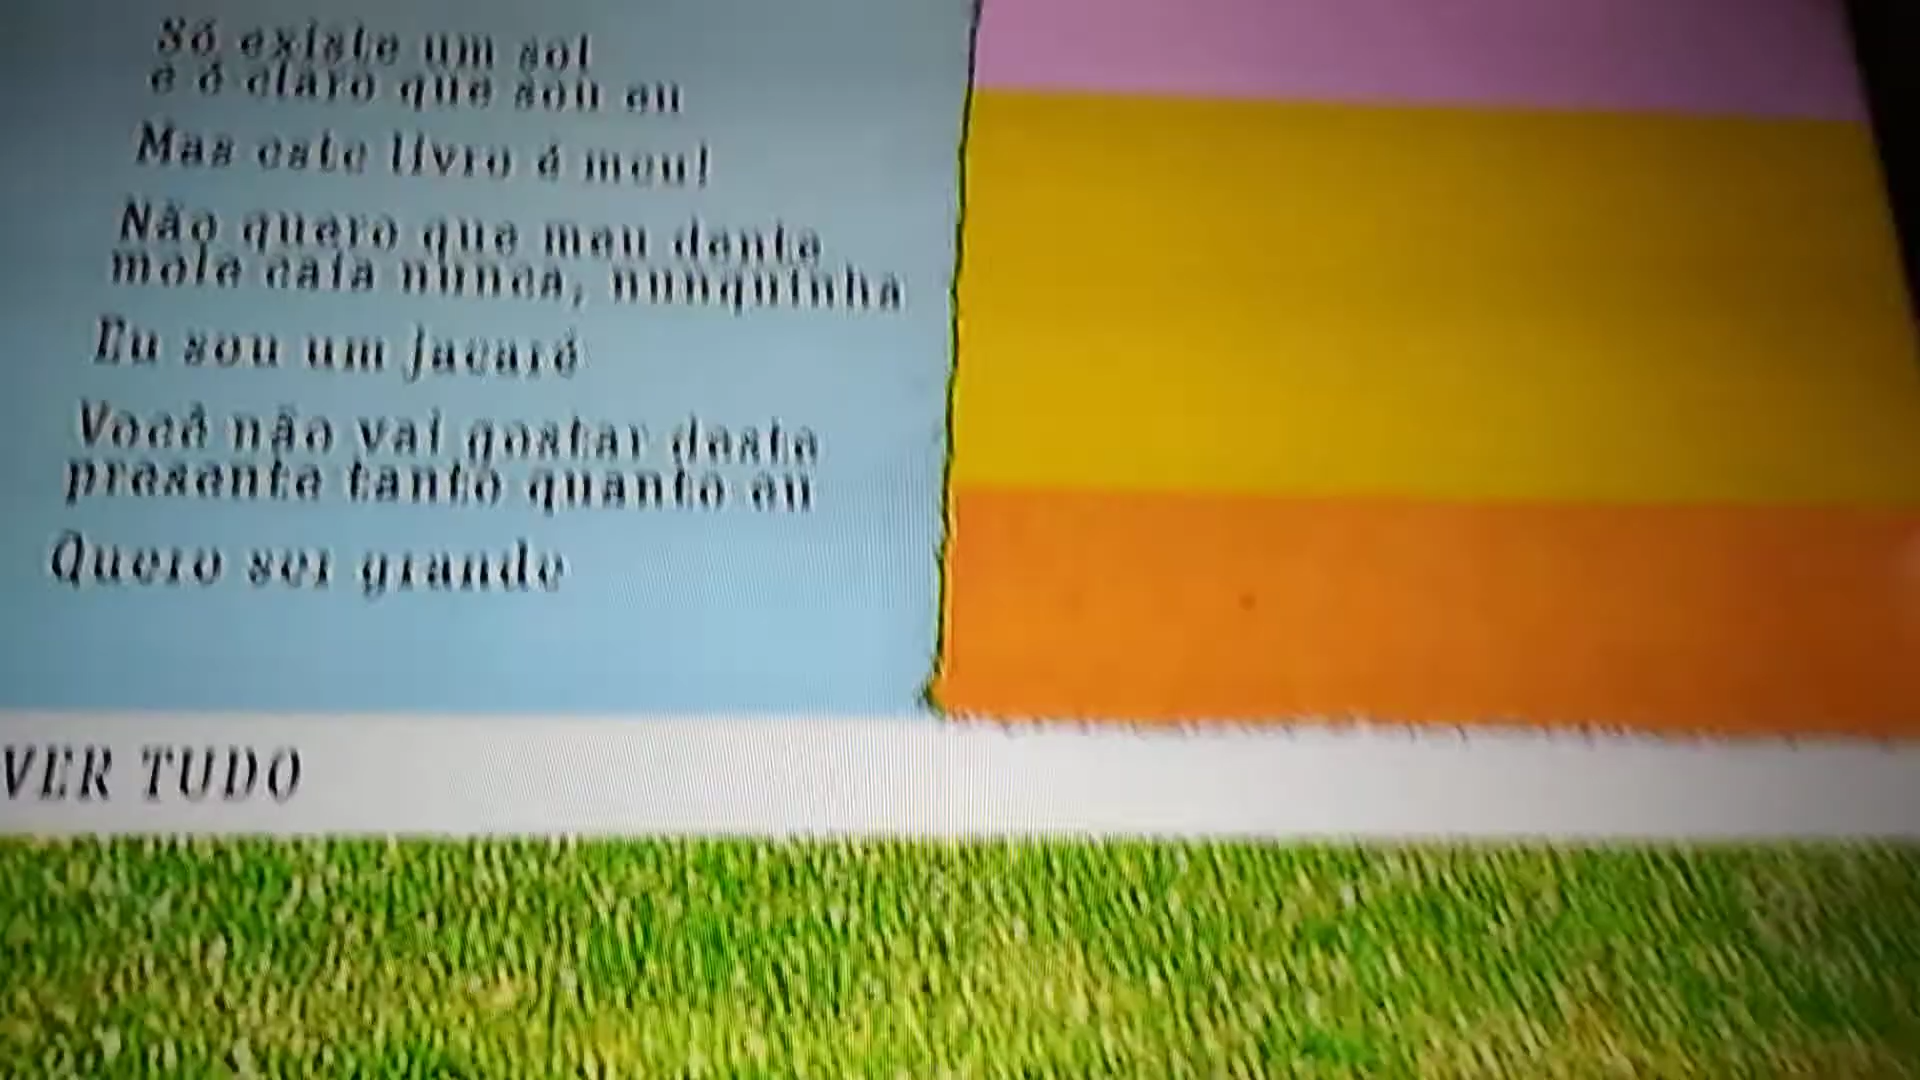 Só existe um sol
e é claro que sou eu
Mas este livro é meu!
Não quero que meu dente
mole caia nunca, nunquinha
Eu sou um jacaré
Você não vai gostar deste
presente tanto quanto eu
Quero ser grande
VER TUDO